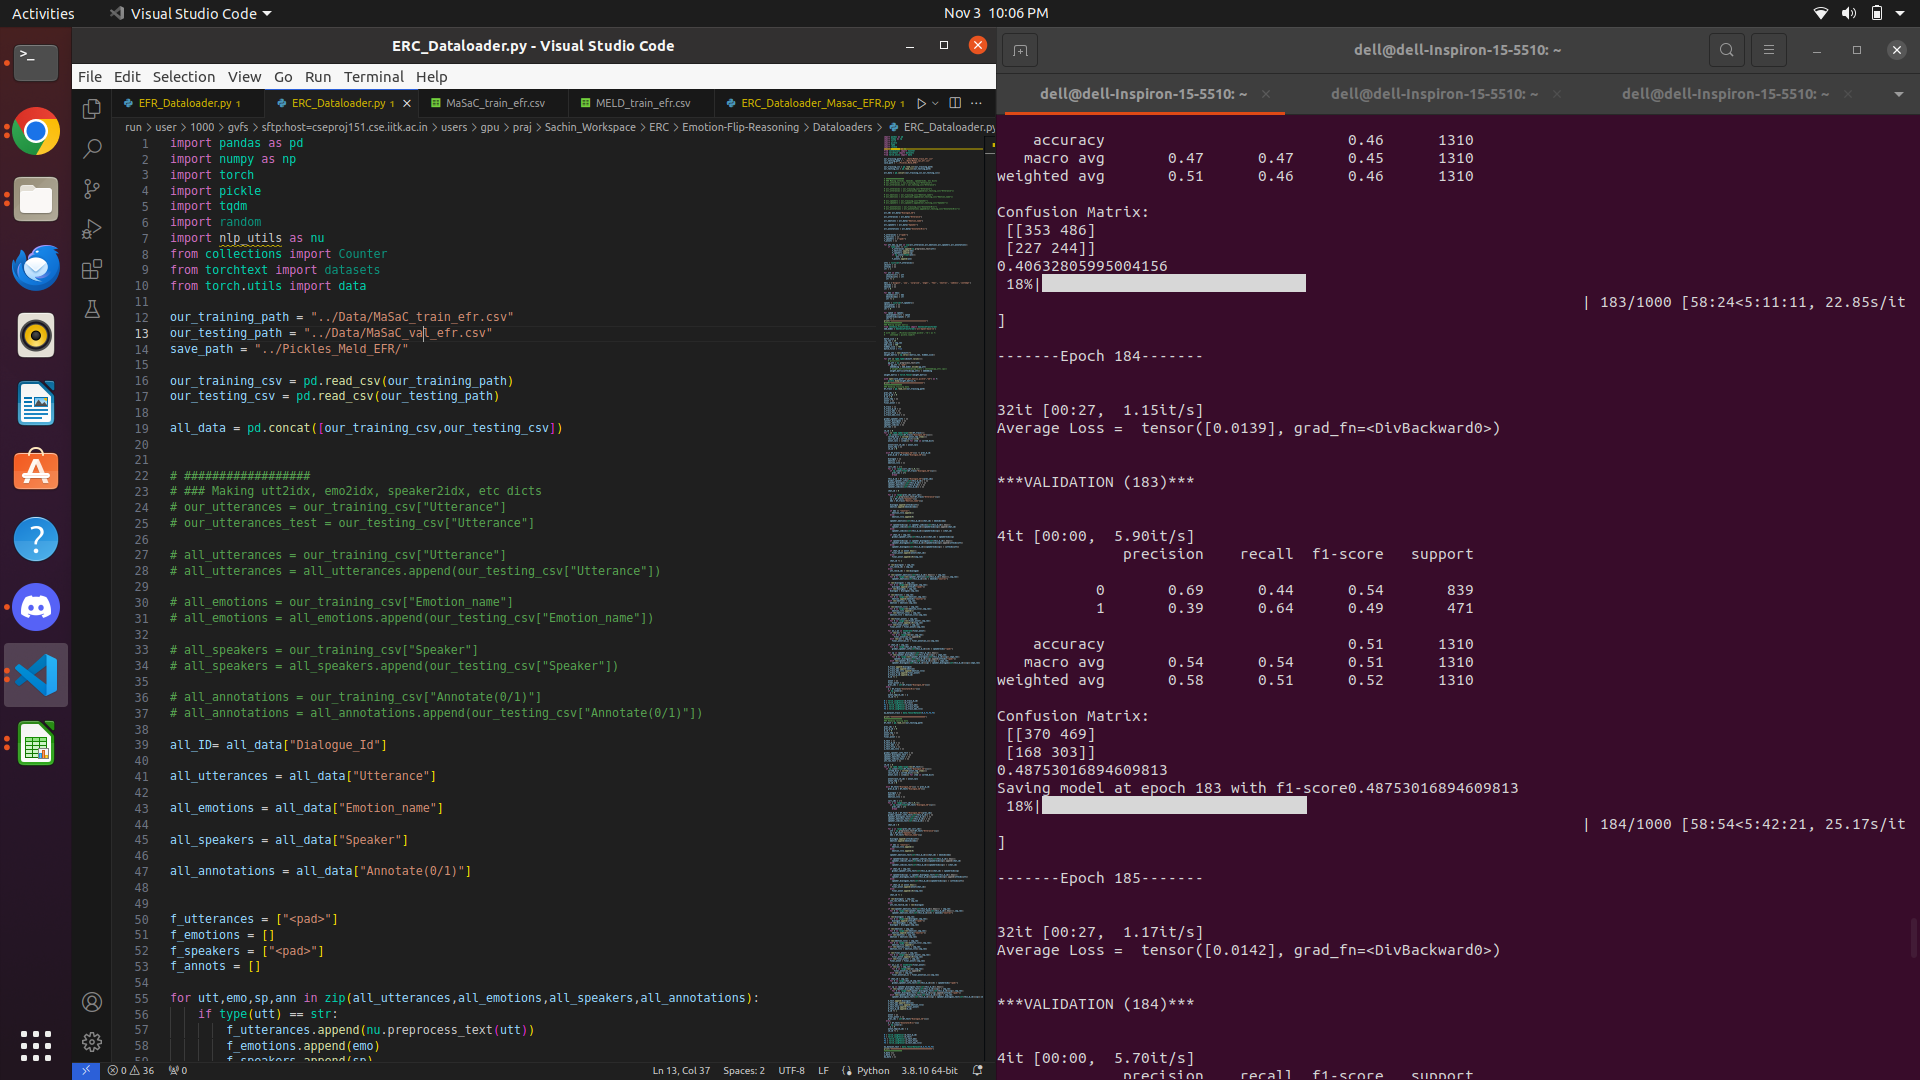 Activities
Visual Studio Code
Nov 3 10:06 PM
ERC_Dataloader.py - Visual Studio Code
File Edit Selection View Go Run Terminal Help
EFR_Dataloader.py 1
ERC_Dataloader.py 1
MaSaC_train_efr.csv
MELD_train_efr.csv
ERC_Dataloader_Masac_EFR.py 1
run > user > 1000 > gvfs > sftp:host=cseproj151.cse.iitk.ac.in > users > gpu > praj > Sachin_Workspace > ERC > Emotion-Flip-Reasoning > Dataloaders > ERC_Dataloader.py
1 import pandas as pd
2 import numpy as np
3 import torch
4 import pickle
5 import tqdm
6 import random
7 import nlp_utils as nu
8 from collections import Counter
9 from torchtext import datasets
10 from torch.utils import data
11
12 our_training_path = "../Data/MaSaC_train_efr.csv"
13 our_testing_path = "../Data/MaSaC_val_efr.csv"
14 save_path = "../Pickles_Meld_EFR/"
15
16 our_training_csv = pd.read_csv(our_training_path)
17 our_testing_csv = pd.read_csv(our_testing_path)
18
19 all_data = pd.concat([our_training_csv,our_testing_csv])
20
21
22 # ##################
23 # ### Making utt2idx, emo2idx, speaker2idx, etc dicts
24 # our_utterances = our_training_csv["Utterance"]
25 # our_utterances_test = our_testing_csv["Utterance"]
26
27 # all_utterances = our_training_csv["Utterance"]
28 # all_utterances = all_utterances.append(our_testing_csv["Utterance"])
29
30 # all_emotions = our_training_csv["Emotion_name"]
31 # all_emotions = all_emotions.append(our_testing_csv["Emotion_name"])
32
33 # all_speakers = our_training_csv["Speaker"]
34 # all_speakers = all_speakers.append(our_testing_csv["Speaker"])
35
36 # all_annotations = our_training_csv["Annotate(0/1)"]
37 # all_annotations = all_annotations.append(our_testing_csv["Annotate(0/1)"])
38
39 all_ID= all_data["Dialogue_Id"]
40
41 all_utterances = all_data["Utterance"]
42
43 all_emotions = all_data["Emotion_name"]
44
45 all_speakers = all_data["Speaker"]
46
47 all_annotations = all_data["Annotate(0/1)"]
48
49
50 f_utterances = ["<pad>"]
51 f_emotions = []
52 f_speakers = ["<pad>"]
53 f_annots = []
54
55 for utt,emo,sp,ann in zip(all_utterances,all_emotions,all_speakers,all_annotations):
56 if type(utt) == str:
57 f_utterances.append(nu.preprocess_text(utt))
58 f_emotions.append(emo)
59 f_speakers.append(sp)
0 36 0
Ln 13, Col 37 Spaces: 2 UTF-8 LF Python 3.8.10 64-bit
dell@dell-Inspiron-15-5510: ~
dell@dell-Inspiron-15-5510: ~
dell@dell-Inspiron-15-5510: ~
dell@dell-Inspiron-15-5510: ~
accuracy 0.46 1310
macro avg 0.47 0.47 0.45 1310
weighted avg 0.51 0.46 0.46 1310
Confusion Matrix:
[[353 486]
[227 244]]
0.40632805995004156
18%|
| 183/1000 [58:24<5:11:11, 22.85s/it
]
-------Epoch 184-------
32it [00:27, 1.15it/s]
Average Loss = tensor([0.0139], grad_fn=<DivBackward0>)
***VALIDATION (183)***
4it [00:00, 5.90it/s]
precision recall f1-score support
0 0.69 0.44 0.54 839
1 0.39 0.64 0.49 471
accuracy 0.51 1310
macro avg 0.54 0.54 0.51 1310
weighted avg 0.58 0.51 0.52 1310
Confusion Matrix:
[[370 469]
[168 303]]
0.48753016894609813
Saving model at epoch 183 with f1-score0.48753016894609813
18%|
| 184/1000 [58:54<5:42:21, 25.17s/it
]
-------Epoch 185-------
32it [00:27, 1.17it/s]
Average Loss = tensor([0.0142], grad_fn=<DivBackward0>)
***VALIDATION (184)***
4it [00:00, 5.70it/s]
precision recall f1-score support